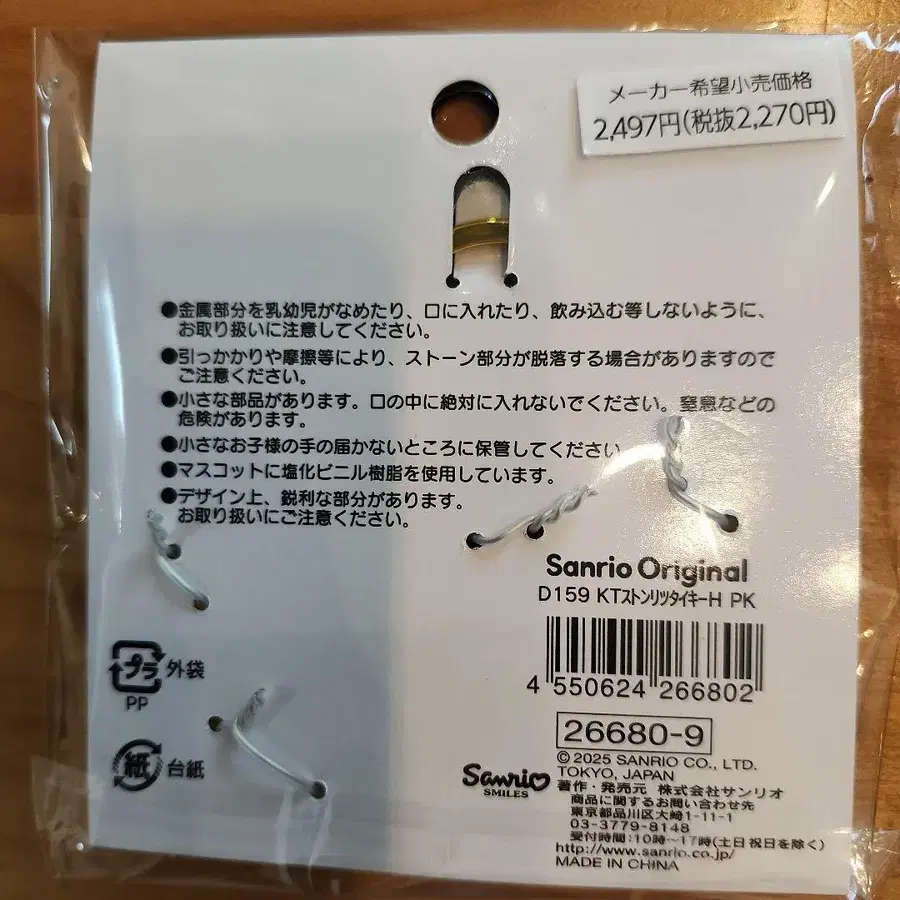 メーカー希望小売価格
2,497円(税抜2,270円)
●金属部分を乳幼児がなめたり、口に入れたり、飲み込む等しないように、
お取り扱いに注意してください。
●引っかかりや摩擦等により、ストーン部分が脱落する場合がありますので
ご注意ください。
●小さな部品があります。口の中に絶対に入れないでください。窒息などの
危険があります。
●小さなお子様の手の届かないところに保管してください
●マスコットに塩化ビニル樹脂を使用しています。
●デザイン上、鋭利な部分があります。
お取り扱いにご注意ください。
Sanrio Original
D159 KTストンリツタイキーH PK
4 550624 266802
プラ 外袋
PP
26680-9
紙 台紙
Sanrio
SMILES
© 2025 SANRIO CO., LTD.
TOKYO, JAPAN
著作・発売元 株式会社サンリオ
商品に関するお問い合わせ先
東京都品川区大崎1-11-1
03-3779-8148
受付時間:10時〜17時(土日祝日を除く)
http://www.sanrio.co.jp/
MADE IN CHINA